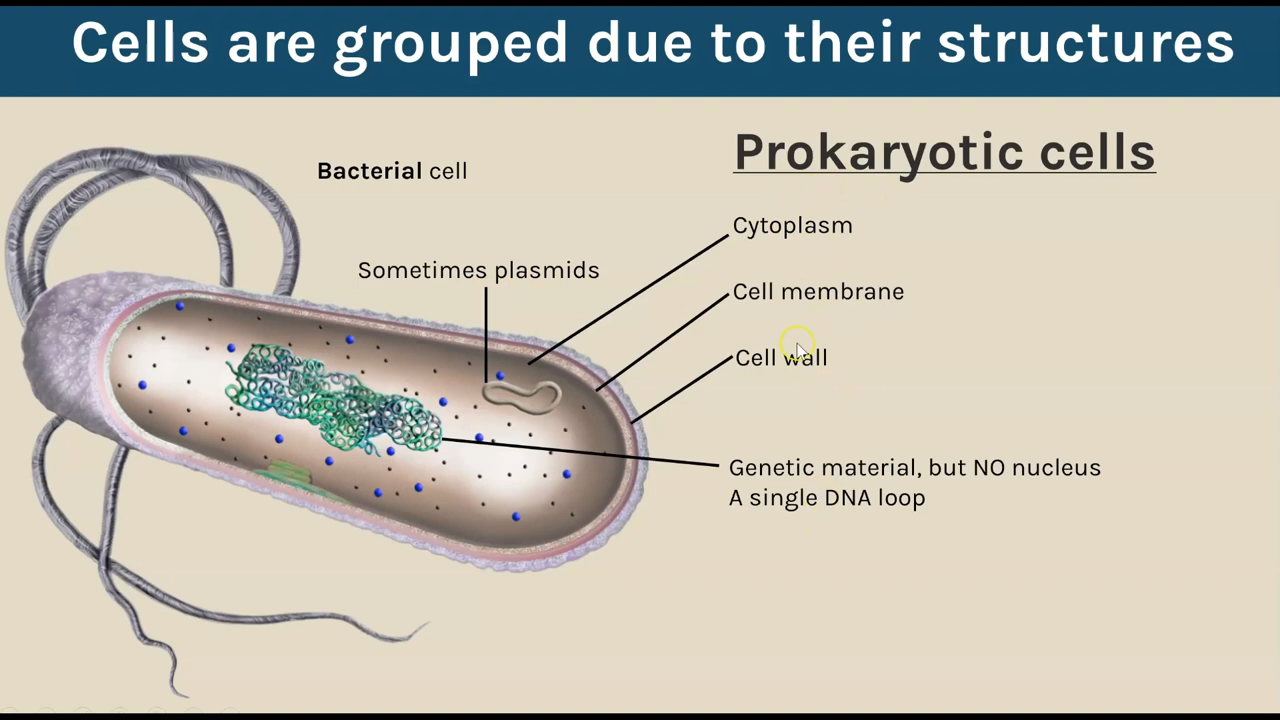 Cells are grouped due to their structures
Prokaryotic cells
Bacterial cell
Cytoplasm
Sometimes plasmids
Cell membrane
Cell wall
Genetic material, but NO nucleus
A single DNA loop